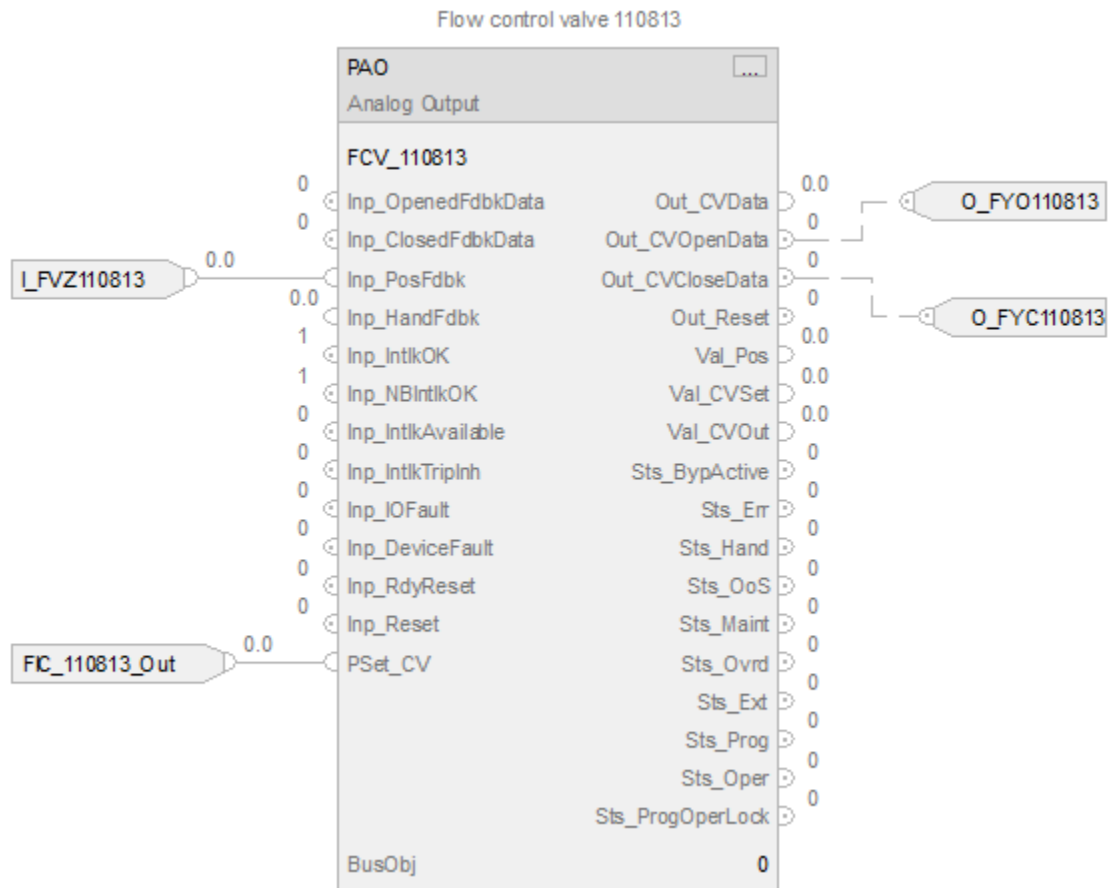 Flow control valve 110813
PAO
...
Analog Output
FCV_110813
0 Inp_OpenedFdbkData Out_CVData 0.0 O_FYO110813
0 Inp_ClosedFdbkData Out_CVOpenData 0
I_FVZ110813 0.0 Inp_PosFdbk Out_CVCloseData 0
0.0 Inp_HandFdbk Out_Reset 0 O_FYC110813
1 Inp_IntlkOK Val_Pos 0.0
1 Inp_NBIntlkOK Val_CVSet 0.0
0 Inp_IntlkAvailable Val_CVOut 0.0
0 Inp_IntlkTripInh Sts_BypActive 0
0 Inp_IOFault Sts_Err 0
0 Inp_DeviceFault Sts_Hand 0
0 Inp_RdyReset Sts_OoS 0
0 Inp_Reset Sts_Maint 0
FIC_110813_Out 0.0 PSet_CV Sts_Ovrd 0
Sts_Ext 0
Sts_Prog 0
Sts_Oper 0
Sts_ProgOperLock 0
BusObj 0